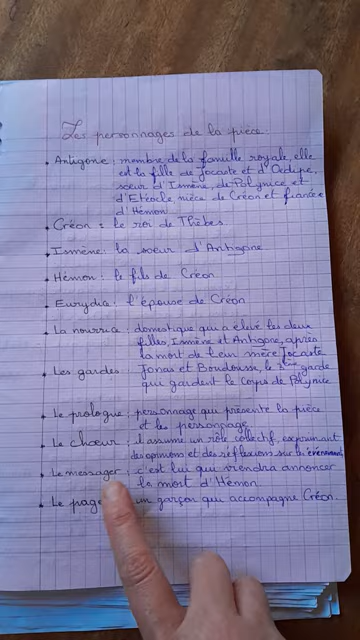 Les personnages de la pièce.
• Antigone : membre de la famille royale, elle
est la fille de Jocaste et d'Oedipe,
soeur d'Ismène, de Polynice et
d'Etéocle, nièce de Créon et fiancée
d'Hémon.
• Créon : le roi de Thèbes
• Ismène : la soeur d'Antigone
• Hémon : le fils de Créon
• Eurydice : l'épouse de Créon
• La nourrice : domestique qui a élevé les deux
filles, Ismène et Antigone, après
la mort de leur mère Jocaste
• Les gardes : Jonas et Boudousse, le 3ème garde
qui gardent le corps de Polynice
• Le prologue : personnage qui présente la pièce
et les personnages
• Le choeur : il assume un rôle collectif, exprimant
des opinions et des réflexions sur les évènements
• Le messager : c'est lui qui viendra annoncer
la mort d'Hémon
• Le page un garçon qui accompagne Créon.